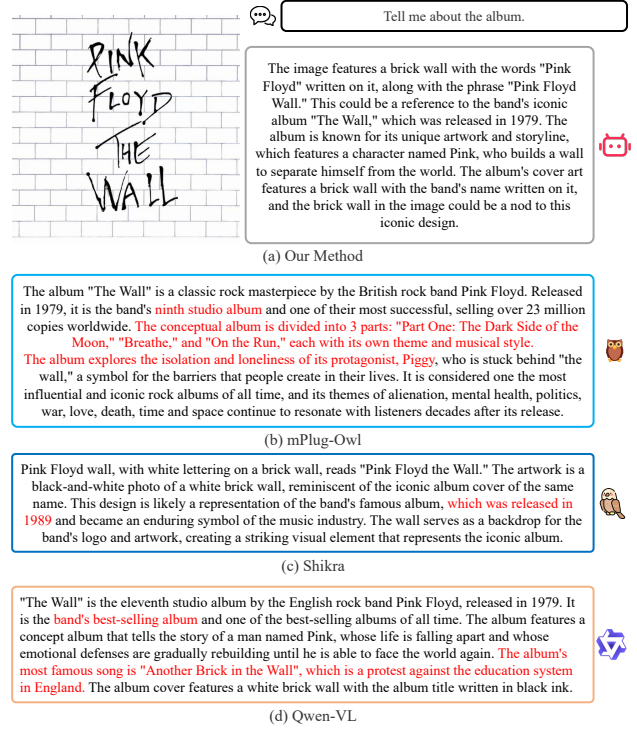 Tell me about the album.
PINK
FLOYD
THE
WALL
The image features a brick wall with the words "Pink
Floyd" written on it, along with the phrase "Pink Floyd
Wall." This could be a reference to the band's iconic
album "The Wall," which was released in 1979. The
album is known for its unique artwork and storyline,
which features a character named Pink, who builds a wall
to separate himself from the world. The album's cover art
features a brick wall with the band's name written on it,
and the brick wall in the image could be a nod to this
iconic design.
(a) Our Method
The album "The Wall" is a classic rock masterpiece by the British rock band Pink Floyd. Released
in 1979, it is the band's ninth studio album and one of their most successful, selling over 23 million
copies worldwide. The conceptual album is divided into 3 parts: "Part One: The Dark Side of the
Moon," "Breathe," and "On the Run," each with its own theme and musical style.
The album explores the isolation and loneliness of its protagonist, Piggy, who is stuck behind "the
wall," a symbol for the barriers that people create in their lives. It is considered one the most
influential and iconic rock albums of all time, and its themes of alienation, mental health, politics,
war, love, death, time and space continue to resonate with listeners decades after its release.
(b) mPlug-Owl
Pink Floyd wall, with white lettering on a brick wall, reads "Pink Floyd the Wall." The artwork is a
black-and-white photo of a white brick wall, reminiscent of the iconic album cover of the same
name. This design is likely a representation of the band's famous album, which was released in
1989 and became an enduring symbol of the music industry. The wall serves as a backdrop for the
band's logo and artwork, creating a striking visual element that represents the iconic album.
(c) Shikra
"The Wall" is the eleventh studio album by the English rock band Pink Floyd, released in 1979. It
is the band's best-selling album and one of the best-selling albums of all time. The album features a
concept album that tells the story of a man named Pink, whose life is falling apart and whose
emotional defenses are gradually rebuilding until he is able to face the world again. The album's
most famous song is "Another Brick in the Wall", which is a protest against the education system
in England. The album cover features a white brick wall with the album title written in black ink.
(d) Qwen-VL